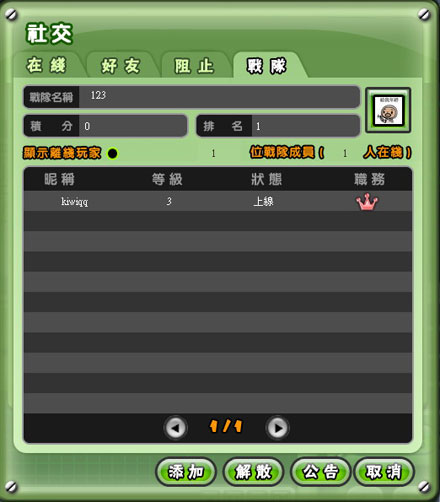 社交
在綫 好友 阻止 戰隊
戰隊名稱 123
積 分 0 排 名 1
顯示離綫玩家 1 位戰隊成員 ( 1 人在綫 )
昵稱 等級 狀態 職務
kiwiqq 3 上線
1/1
添加 解散 公告 取消